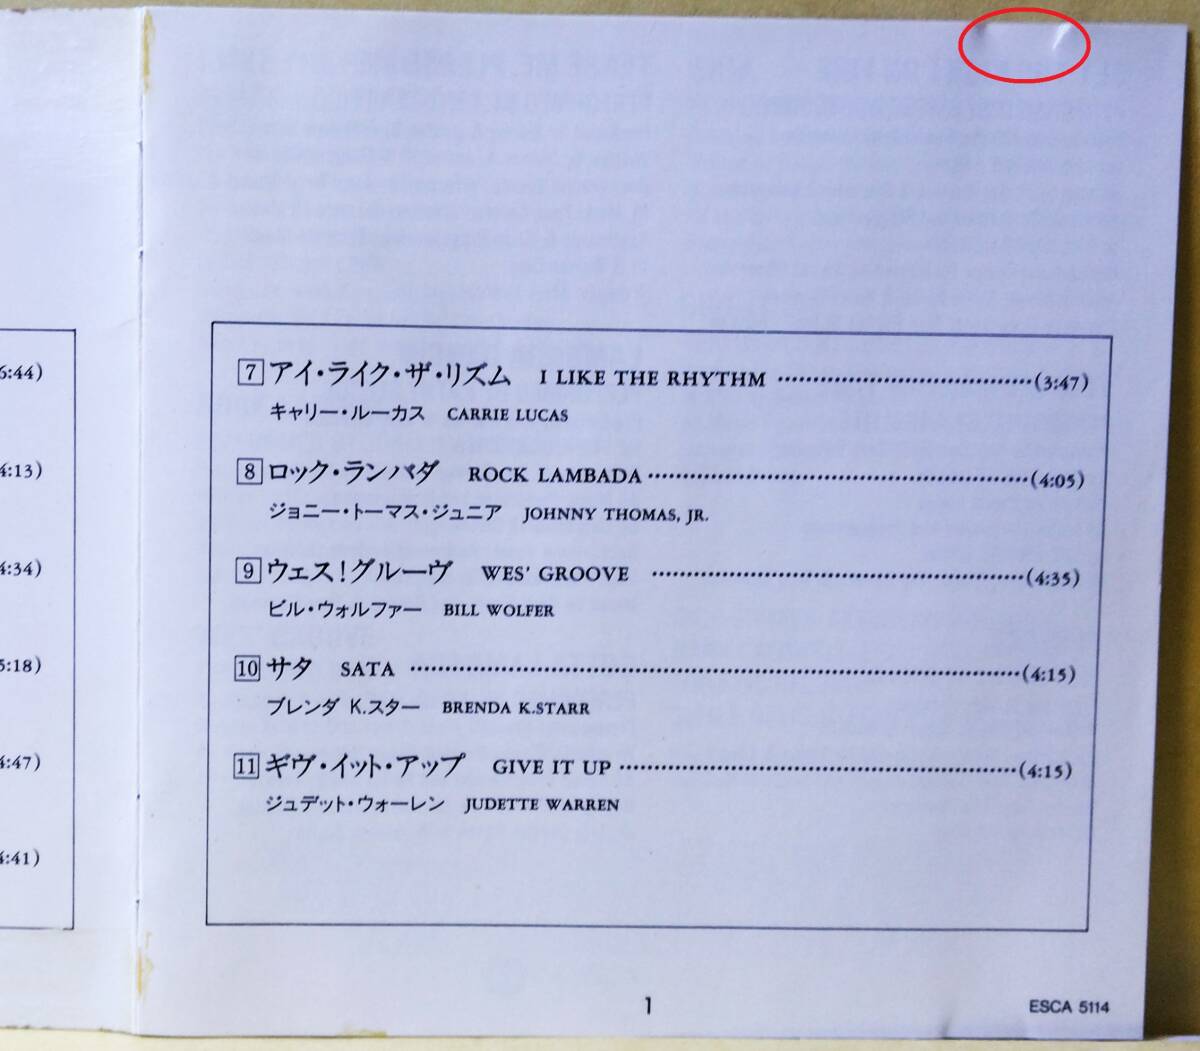 6:44)
4:13)
4:34)
5:18)
4:47)
4:41)
7 アイ・ライク・ザ・リズム I LIKE THE RHYTHM ………………………………(3:47)
キャリー・ルーカス CARRIE LUCAS
8 ロック・ランバダ ROCK LAMBADA………………………………………………(4:05)
ジョニー・トーマス・ジュニア JOHNNY THOMAS, JR.
9 ウェス!グルーヴ WES' GROOVE ………………………………………………(4:35)
ビル・ウォルファー BILL WOLFER
10 サタ SATA ………………………………………………………………………………(4:15)
ブレンダ K.スター BRENDA K.STARR
11 ギヴ・イット・アップ GIVE IT UP …………………………………………………(4:15)
ジュデット・ウォーレン JUDETTE WARREN
1
ESCA 5114